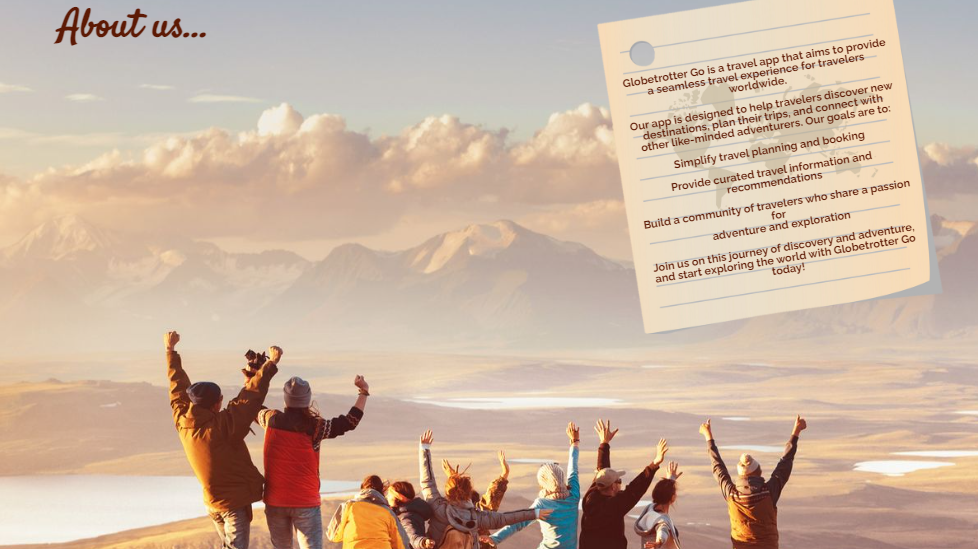 About us...
Globetrotter Go is a travel app that aims to provide
a seamless travel experience for travelers
worldwide.
Our app is designed to help travelers discover new
destinations, plan their trips, and connect with
other like-minded adventurers. Our goals are to:
Simplify travel planning and booking
Provide curated travel information and
recommendations
Build a community of travelers who share a passion
for
adventure and exploration
Join us on this journey of discovery and adventure,
and start exploring the world with Globetrotter Go
today!